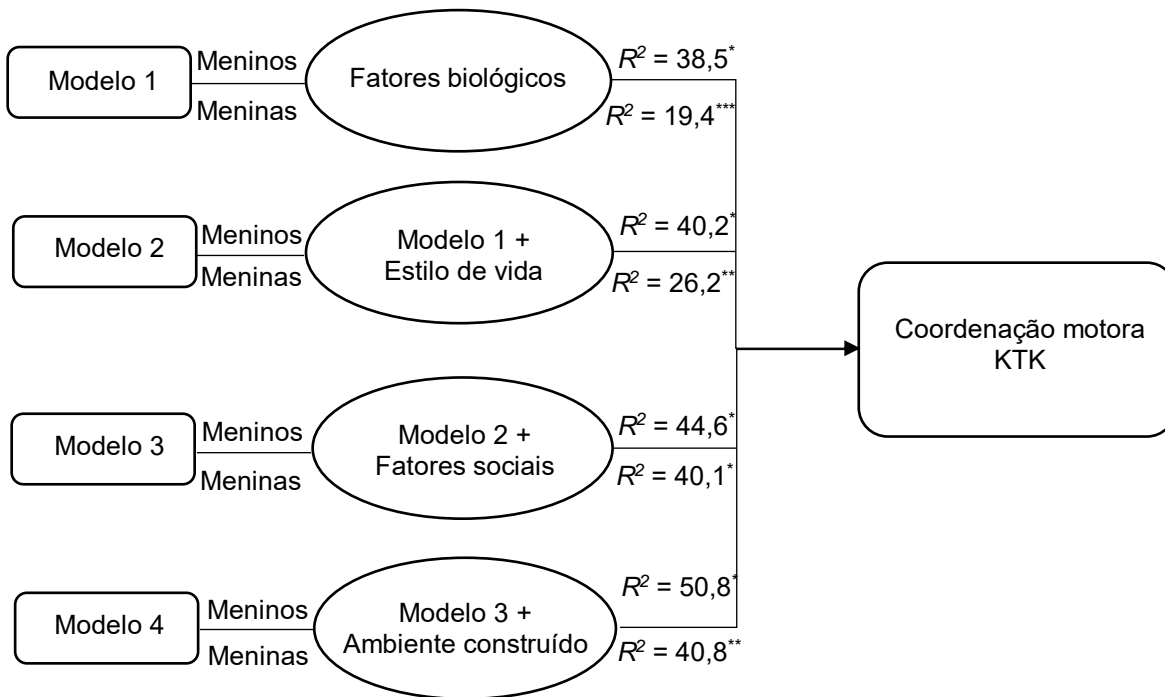 Modelo 1
Meninos
Meninas
Fatores biológicos
R² = 38,5*
R² = 19,4***
Modelo 2
Meninos
Meninas
Modelo 1 +
Estilo de vida
R² = 40,2*
R² = 26,2**
Coordenação motora
KTK
Modelo 3
Meninos
Meninas
Modelo 2 +
Fatores sociais
R² = 44,6*
R² = 40,1*
Modelo 4
Meninos
Meninas
Modelo 3 +
Ambiente construído
R² = 50,8*
R² = 40,8**